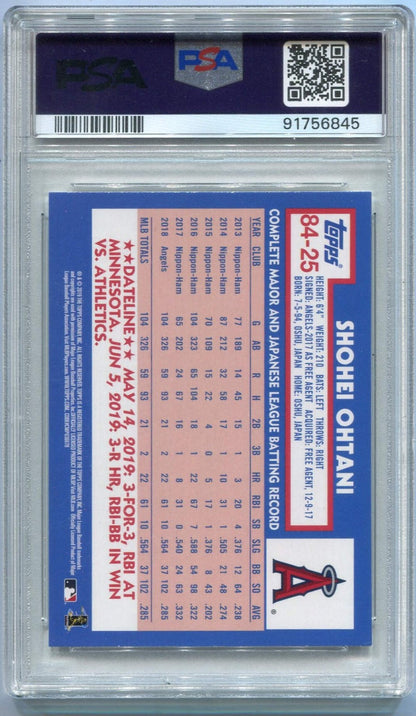 PSA
PSA
91756845
Topps
84-25
SHOHEI OHTANI
HEIGHT: 6'4" WEIGHT: 210 BATS: LEFT THROWS: RIGHT
SIGNED: ANGELS-2017 AS FREE AGENT ACQUIRED: FREE AGENT, 12-9-17
BORN: 7-5-94, OSHU, JAPAN HOME: OSHU, JAPAN
A
®
COMPLETE MAJOR AND JAPANESE LEAGUE BATTING RECORD
YEAR CLUB G AB R H 2B 3B HR RBI SB SLG BB SO AVG
2013 Nippon-Ham 77 189 14 45 15 1 3 20 4 .376 12 64 .238
2014 Nippon-Ham 87 212 32 58 17 1 10 31 1 .505 21 48 .274
2015 Nippon-Ham 70 109 15 22 4 0 5 17 1 .376 8 43 .202
2016 Nippon-Ham 104 323 65 104 18 1 22 67 7 .588 54 98 .322
2017 Nippon-Ham 65 202 24 67 16 1 8 31 0 .540 24 63 .332
2018 Angels 104 326 59 93 21 2 22 61 10 .564 37 102 .285
MLB TOTALS 104 326 59 93 21 2 22 61 10 .564 37 102 .285
★★DATELINE★★ MAY 14, 2019: 3-FOR-3, RBI AT
MINNESOTA. JUN 5, 2019: 3-R HR, RBI-BB IN WIN
VS. ATHLETICS.